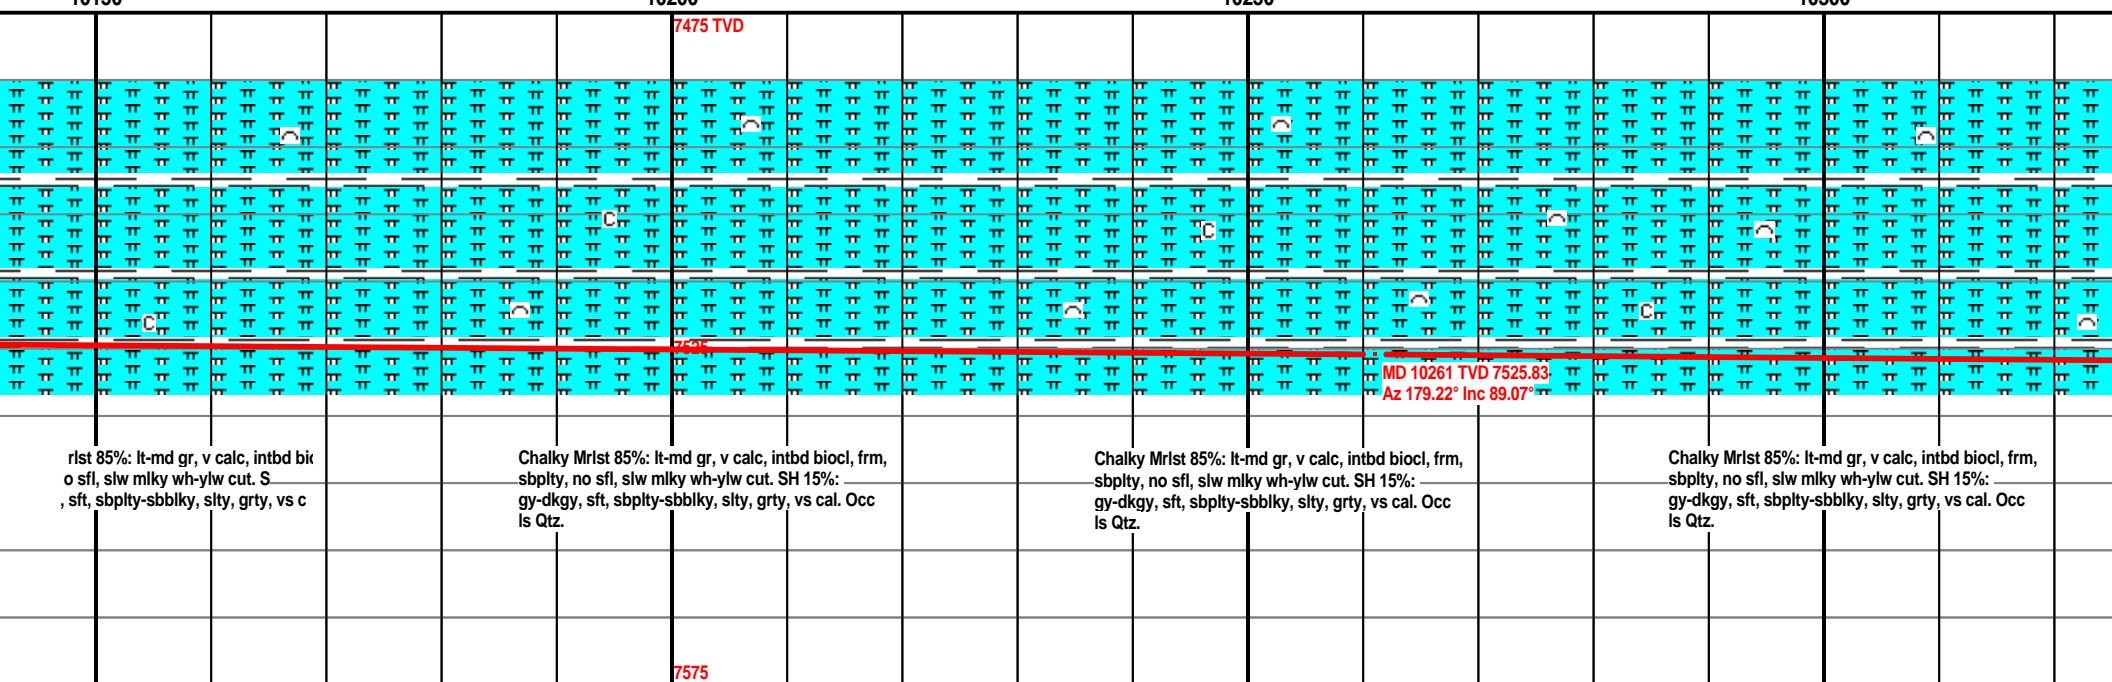 10150 10200 10250 10300
7475 TVD
C C
C C
7525
MD 10261 TVD 7525.83
Az 179.22° Inc 89.07°
rlst 85%: lt-md gr, v calc, intbd bio
o sfl, slw mlky wh-ylw cut. S
, sft, sbplty-sbblky, slty, grty, vs c
Chalky Mrlst 85%: lt-md gr, v calc, intbd biocl, frm,
sbplty, no sfl, slw mlky wh-ylw cut. SH 15%:
gy-dkgy, sft, sbplty-sbblky, slty, grty, vs cal. Occ
ls Qtz.
Chalky Mrlst 85%: lt-md gr, v calc, intbd biocl, frm,
sbplty, no sfl, slw mlky wh-ylw cut. SH 15%:
gy-dkgy, sft, sbplty-sbblky, slty, grty, vs cal. Occ
ls Qtz.
Chalky Mrlst 85%: lt-md gr, v calc, intbd biocl, frm,
sbplty, no sfl, slw mlky wh-ylw cut. SH 15%:
gy-dkgy, sft, sbplty-sbblky, slty, grty, vs cal. Occ
ls Qtz.
7575